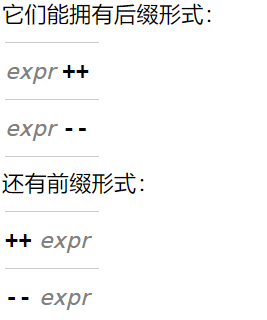 它们能拥有后缀形式：
expr ++
expr --
还有前缀形式：
++ expr
-- expr